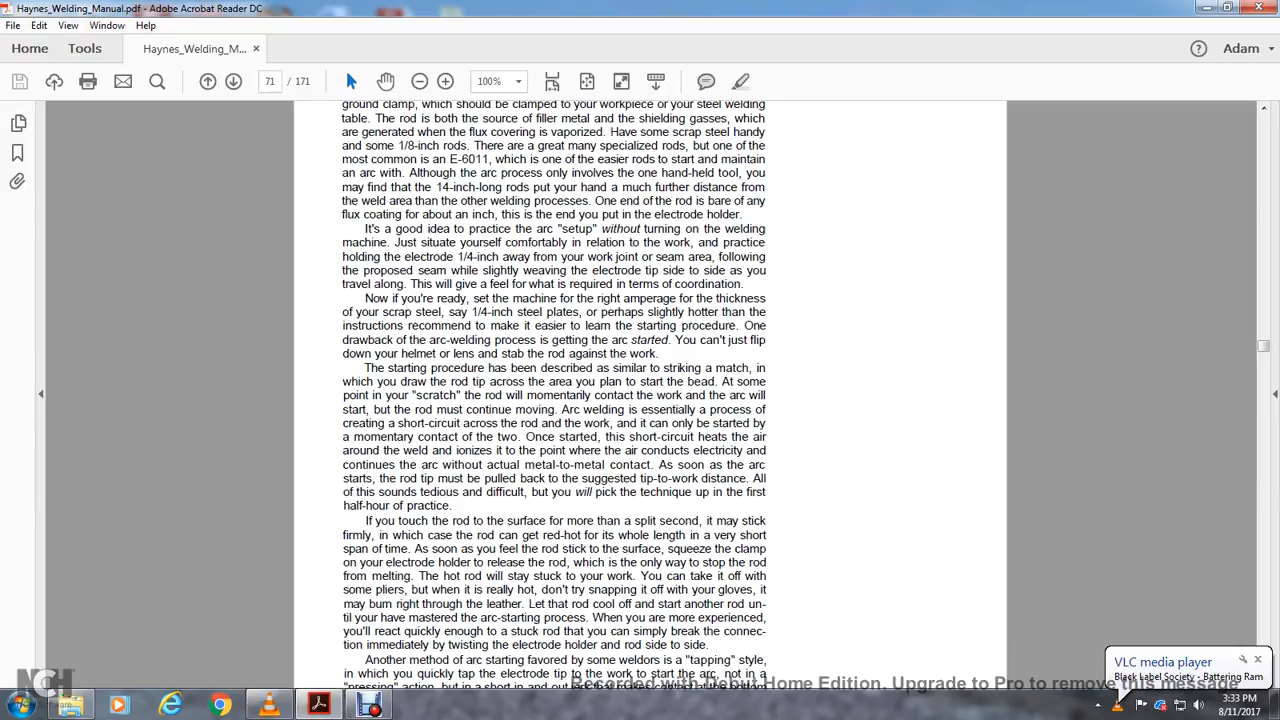 Haynes_Welding_Manual.pdf - Adobe Acrobat Reader DC
File Edit View Window Help
Home Tools Haynes_Welding_M... × Adam
71 / 171 100%
ground clamp, which should be clamped to your workpiece or your steel welding
table. The rod is both the source of filler metal and the shielding gasses, which
are generated when the flux covering is vaporized. Have some scrap steel handy
and some 1/8-inch rods. There are a great many specialized rods, but one of the
most common is an E-6011, which is one of the easier rods to start and maintain
an arc with. Although the arc process only involves the one hand-held tool, you
may find that the 14-inch-long rods put your hand a much further distance from
the weld area than the other welding processes. One end of the rod is bare of any
flux coating for about an inch, this is the end you put in the electrode holder.
It's a good idea to practice the arc "setup" without turning on the welding
machine. Just situate yourself comfortably in relation to the work, and practice
holding the electrode 1/4-inch away from your work joint or seam area, following
the proposed seam while slightly weaving the electrode tip side to side as you
travel along. This will give a feel for what is required in terms of coordination.
Now if you're ready, set the machine for the right amperage for the thickness
of your scrap steel, say 1/4-inch steel plates, or perhaps slightly hotter than the
instructions recommend to make it easier to learn the starting procedure. One
drawback of the arc-welding process is getting the arc started. You can't just flip
down your helmet or lens and stab the rod against the work.
The starting procedure has been described as similar to striking a match, in
which you draw the rod tip across the area you plan to start the bead. At some
point in your "scratch" the rod will momentarily contact the work and the arc will
start, but the rod must continue moving. Arc welding is essentially a process of
creating a short-circuit across the rod and the work, and it can only be started by
a momentary contact of the two. Once started, this short-circuit heats the air
around the weld and ionizes it to the point where the air conducts electricity and
continues the arc without actual metal-to-metal contact. As soon as the arc
starts, the rod tip must be pulled back to the suggested tip-to-work distance. All
of this sounds tedious and difficult, but you will pick the technique up in the first
half-hour of practice.
If you touch the rod to the surface for more than a split second, it may stick
firmly, in which case the rod can get red-hot for its whole length in a very short
span of time. As soon as you feel the rod stick to the surface, squeeze the clamp
on your electrode holder to release the rod, which is the only way to stop the rod
from melting. The hot rod will stay stuck to your work. You can take it off with
some pliers, but when it is really hot, don't try snapping it off with your gloves, it
may burn right through the leather. Let that rod cool off and start another rod un-
til your have mastered the arc-starting process. When you are more experienced,
you'll react quickly enough to a stuck rod that you can simply break the connec-
tion immediately by twisting the electrode holder and rod side to side.
Another method of arc starting favored by some weldors is a "tapping" style,
in which you quickly tap the electrode tip to the work to start the arc, not in a
"pressing" action, but in a short in and out
VLC media player
Black Label Society - Battering Ram
NCH
Software
Recorded with Debut Home Edition. Upgrade to Pro to remove this message
3:33 PM
8/11/2017